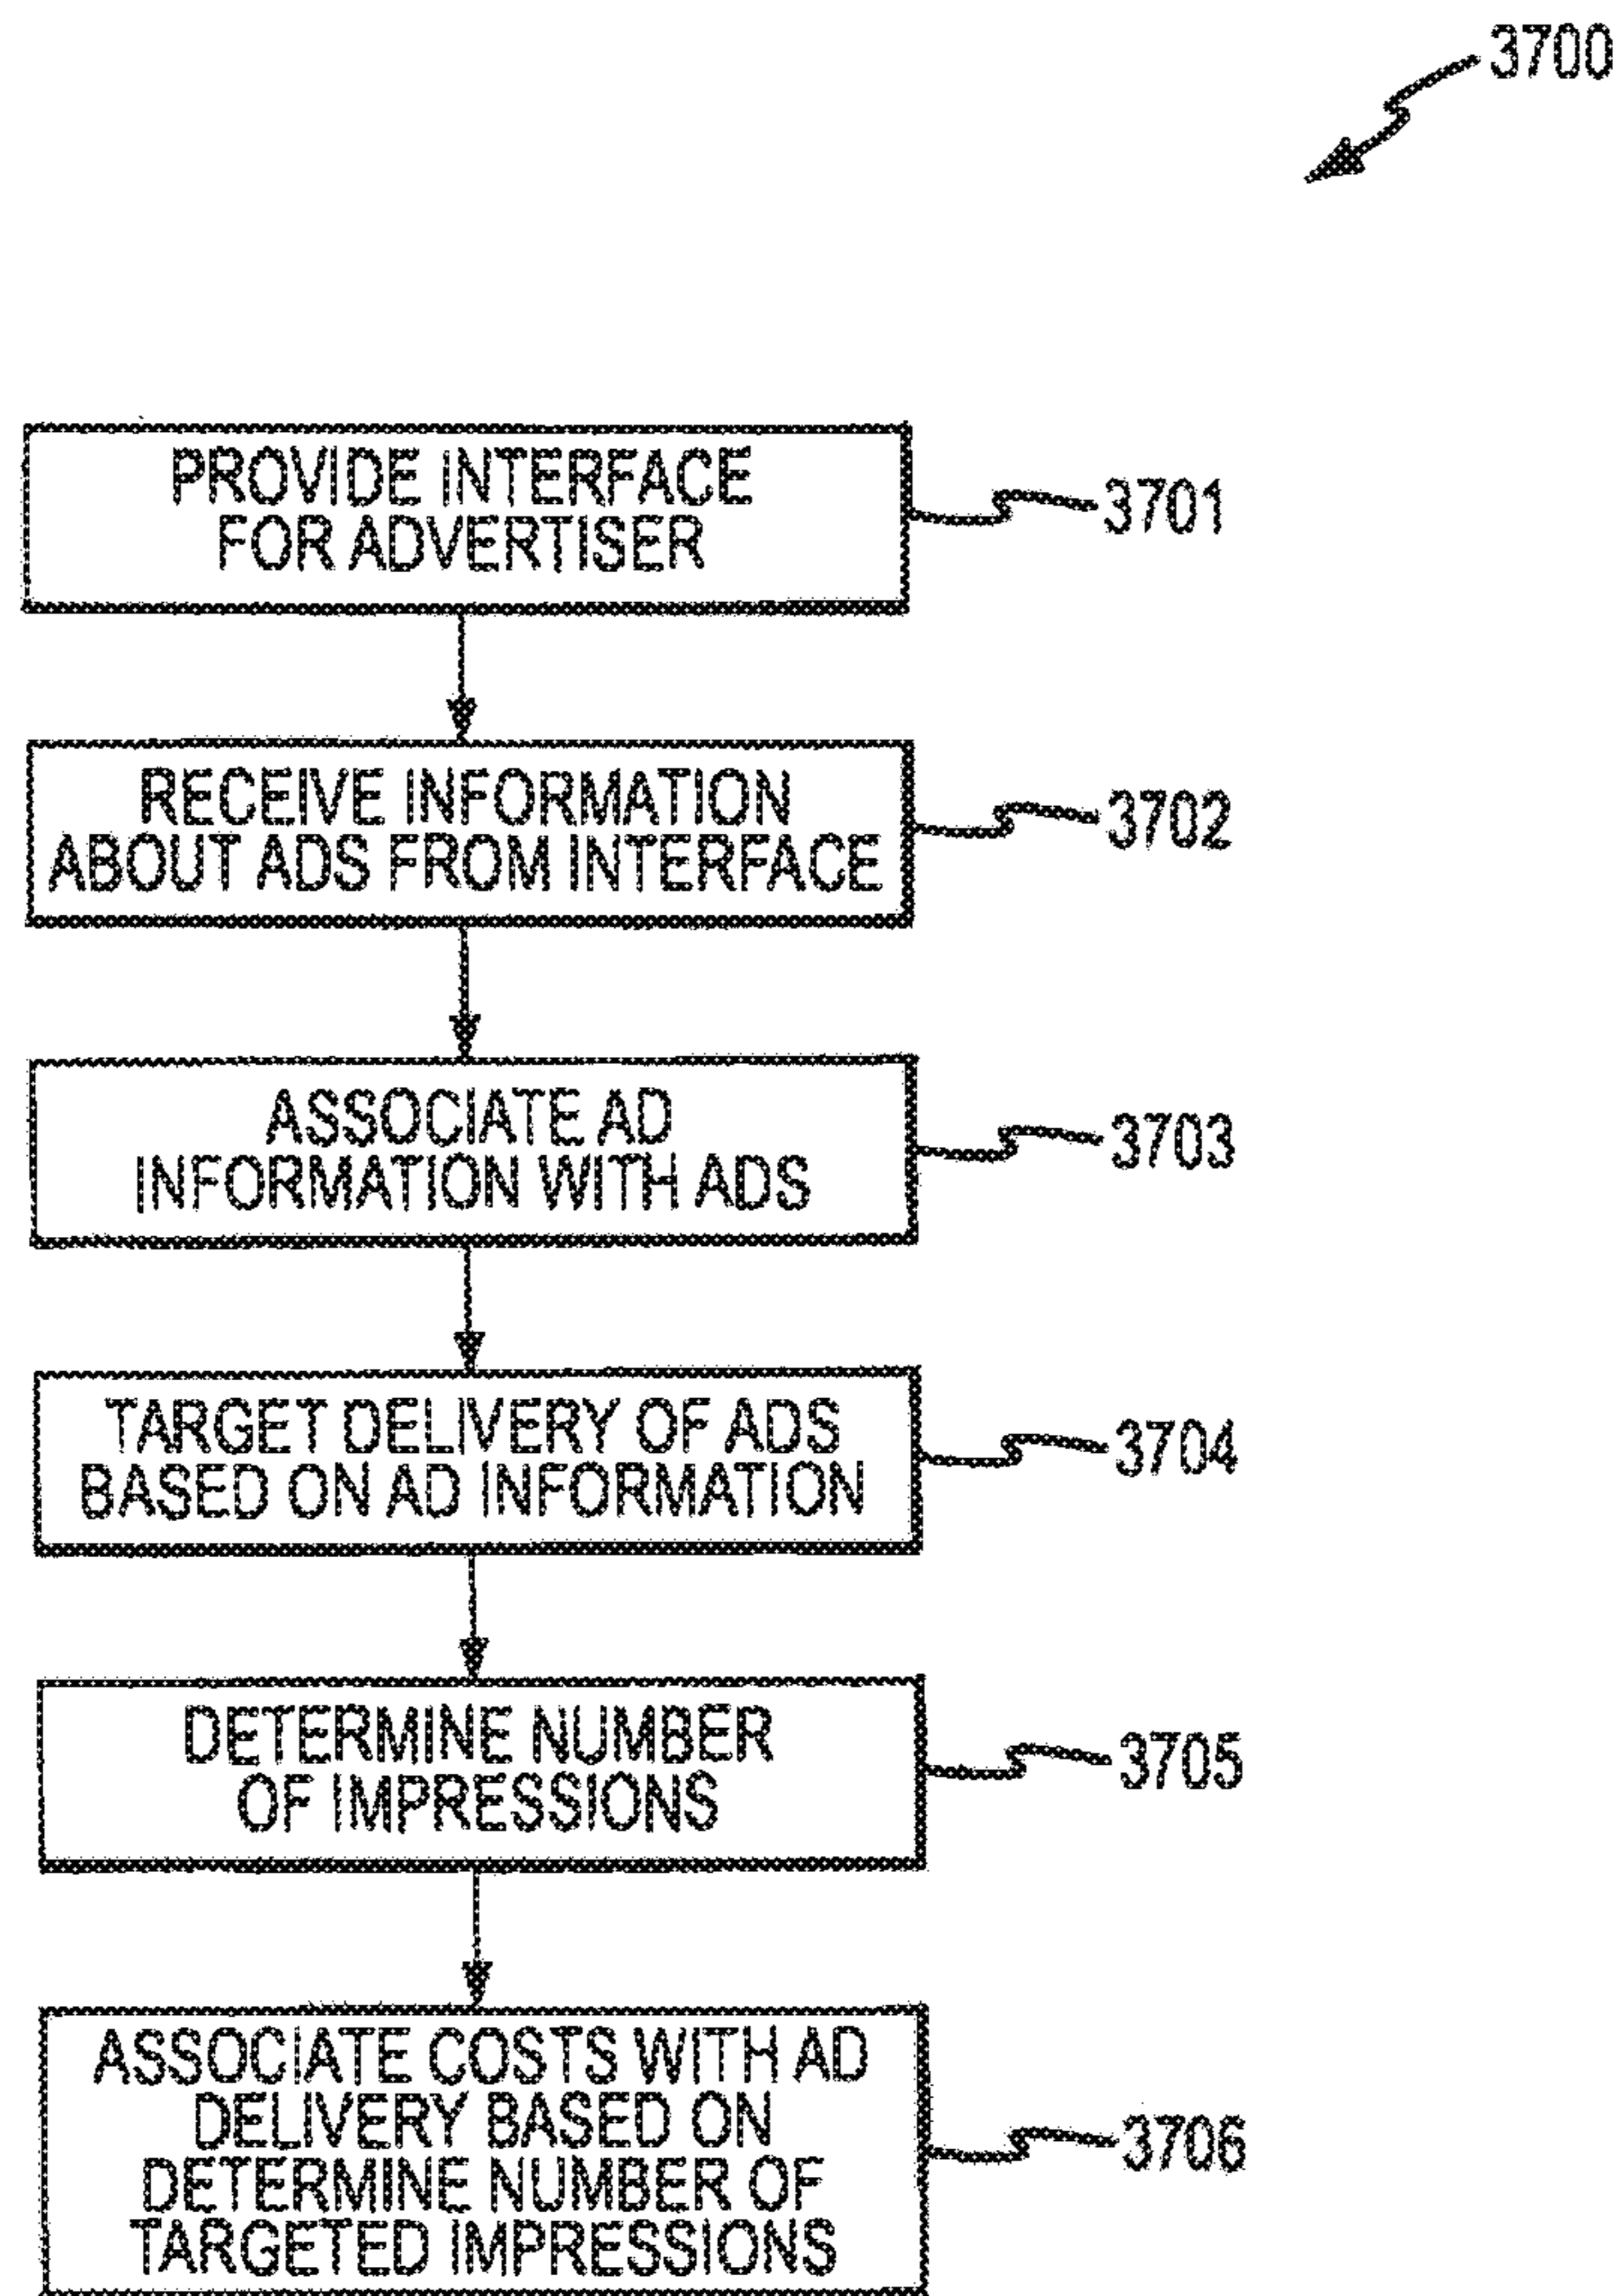 3700
PROVIDE INTERFACE
FOR ADVERTISER
3701
RECEIVE INFORMATION
ABOUT ADS FROM INTERFACE
3702
ASSOCIATE AD
INFORMATION WITH ADS
3703
TARGET DELIVERY OF ADS
BASED ON AD INFORMATION
3704
DETERMINE NUMBER
OF IMPRESSIONS
3705
ASSOCIATE COSTS WITH AD
DELIVERY BASED ON
DETERMINE NUMBER OF
TARGETED IMPRESSIONS
3706